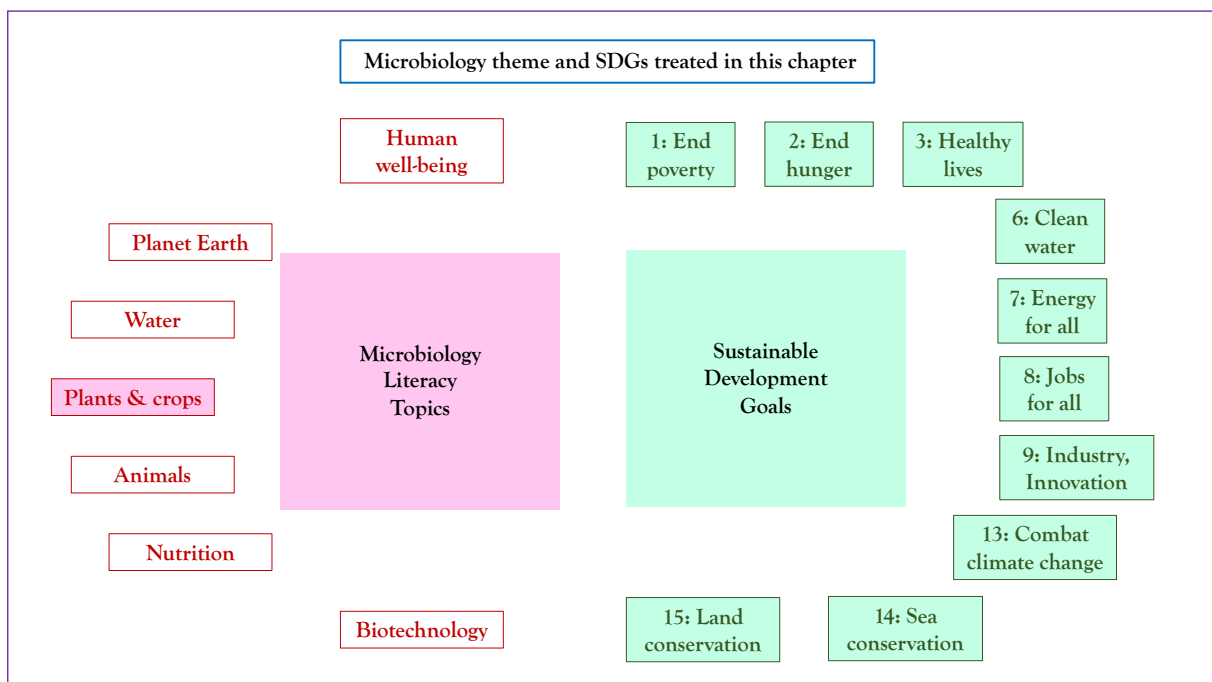 Microbiology theme and SDGs treated in this chapter
Human
well-being
Planet Earth
Water
Plants & crops
Animals
Nutrition
Biotechnology
Microbiology
Literacy
Topics
Sustainable
Development
Goals
1: End
poverty
2: End
hunger
3: Healthy
lives
6: Clean
water
7: Energy
for all
8: Jobs
for all
9: Industry,
Innovation
13: Combat
climate change
14: Sea
conservation
15: Land
conservation